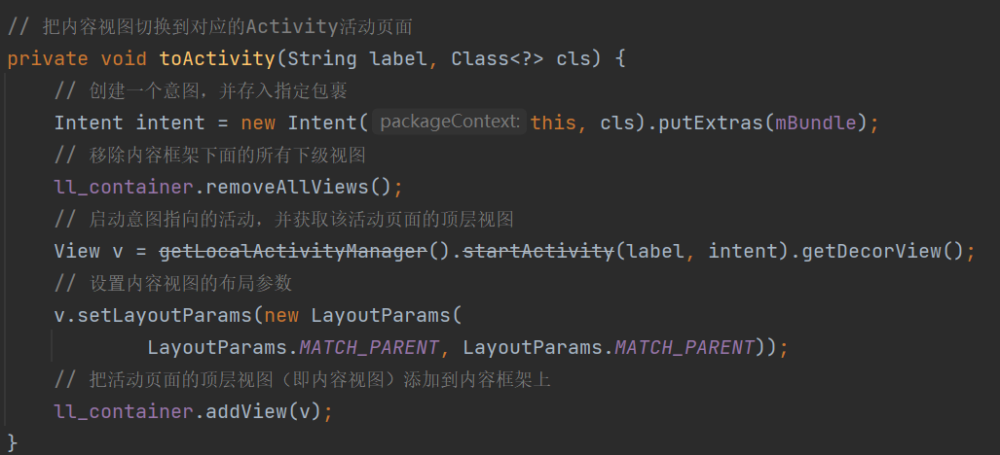 // 把内容视图切换到对应的Activity活动页面
private void toActivity(String label, Class<?> cls) {
    // 创建一个意图，并存入指定包裹
    Intent intent = new Intent( packageContext: this, cls).putExtras(mBundle);
    // 移除内容框架下面的所有下级视图
    ll_container.removeAllViews();
    // 启动意图指向的活动，并获取该活动页面的顶层视图
    View v = getLocalActivityManager().startActivity(label, intent).getDecorView();
    // 设置内容视图的布局参数
    v.setLayoutParams(new LayoutParams(
            LayoutParams.MATCH_PARENT, LayoutParams.MATCH_PARENT));
    // 把活动页面的顶层视图（即内容视图）添加到内容框架上
    ll_container.addView(v);
}